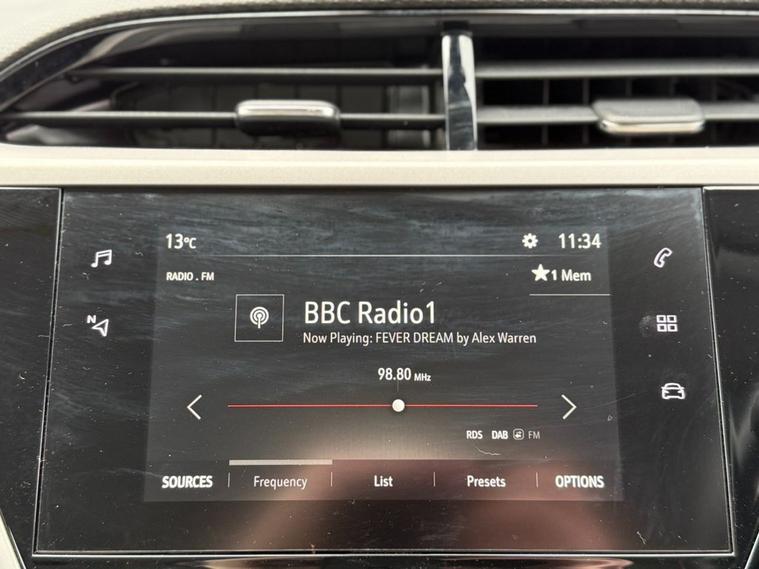 13°C 11:34
RADIO . FM ★1 Mem
BBC Radio1
Now Playing: FEVER DREAM by Alex Warren
N
98.80 MHz
RDS DAB FM
SOURCES Frequency List Presets OPTIONS